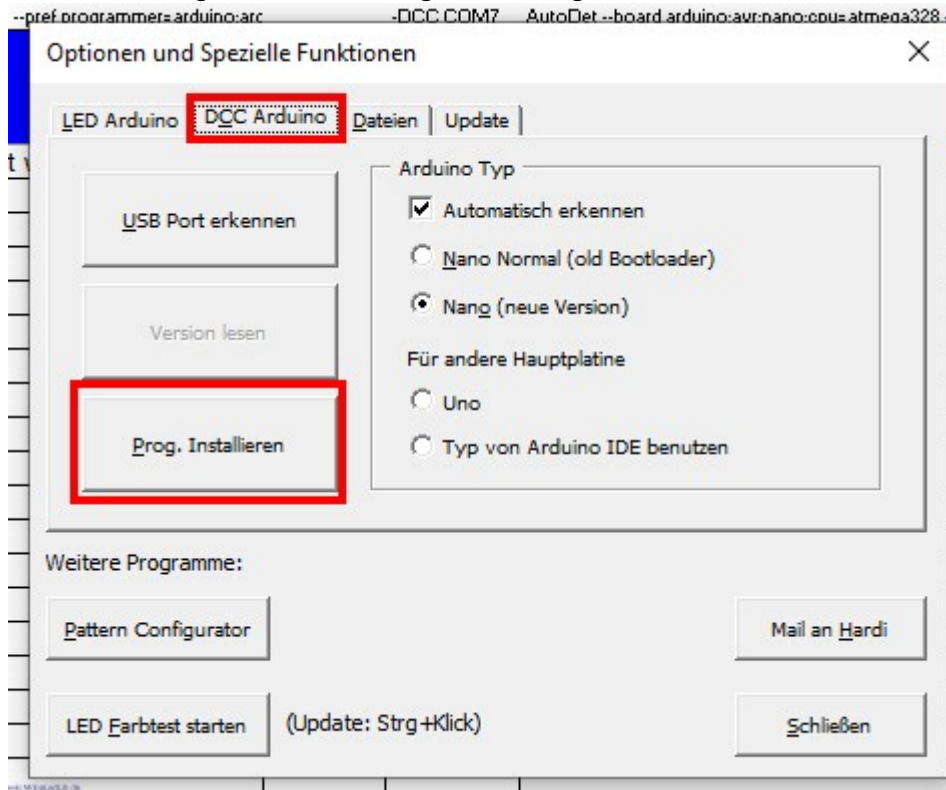 --pref programmer=arduino:arc -DCC COM7 AutoDet --board arduino:avr:nano:cpu=atmega328
Optionen und Spezielle Funktionen
LED Arduino DCC Arduino Dateien Update
Arduino Typ
USB Port erkennen
Automatisch erkennen
Nano Normal (old Bootloader)
Version lesen
Nano (neue Version)
Für andere Hauptplatine
Uno
Prog. Installieren
Typ von Arduino IDE benutzen
Weitere Programme:
Pattern Configurator
Mail an Hardi
LED Farbtest starten (Update: Strg+Klick)
Schließen